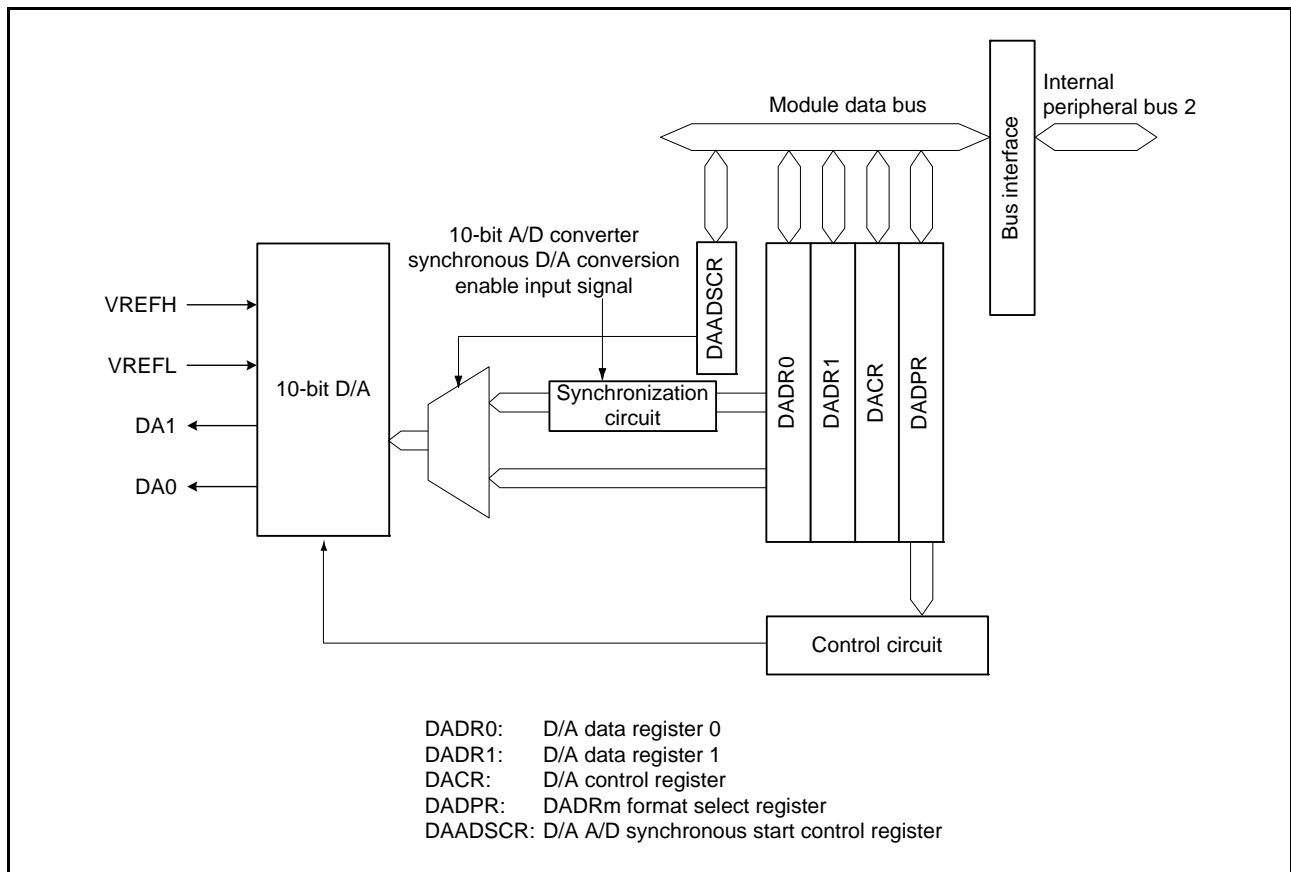 Internal
peripheral bus 2
Module data bus
Bus interface
10-bit A/D converter
synchronous D/A conversion
enable input signal
DAADSCR
VREFH
VREFL
DA1
DA0
10-bit D/A
Synchronization
circuit
DADR0
DADR1
DACR
DADPR
Control circuit
DADR0: D/A data register 0
DADR1: D/A data register 1
DACR: D/A control register
DADPR: DADRm format select register
DAADSCR: D/A A/D synchronous start control register